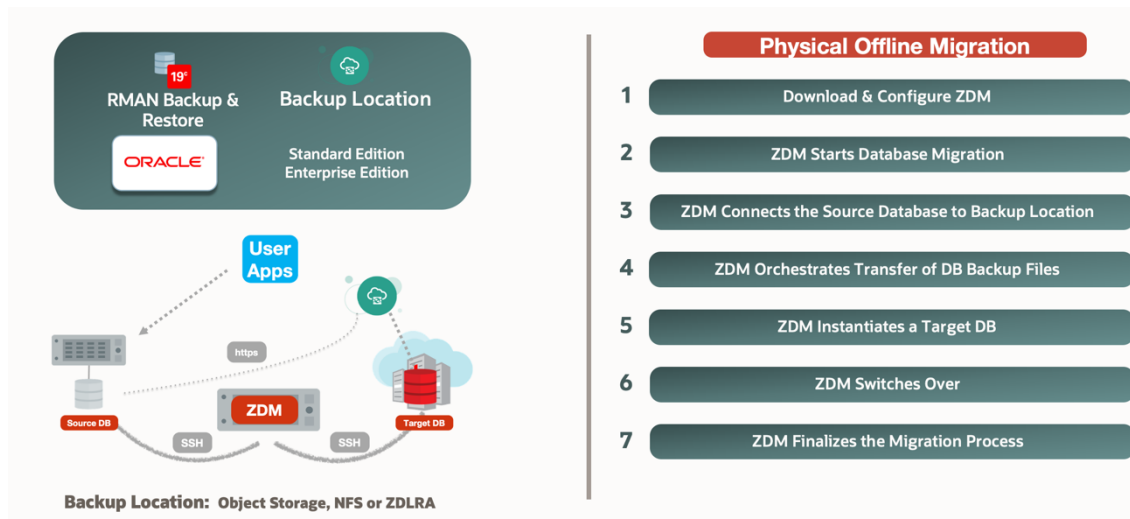 19c
RMAN Backup &
Restore
ORACLE
Backup Location
Standard Edition
Enterprise Edition
User
Apps
https
Source DB
SSH
ZDM
SSH
Target DB
Backup Location: Object Storage, NFS or ZDLRA
Physical Offline Migration
1 Download & Configure ZDM
2 ZDM Starts Database Migration
3 ZDM Connects the Source Database to Backup Location
4 ZDM Orchestrates Transfer of DB Backup Files
5 ZDM Instantiates a Target DB
6 ZDM Switches Over
7 ZDM Finalizes the Migration Process